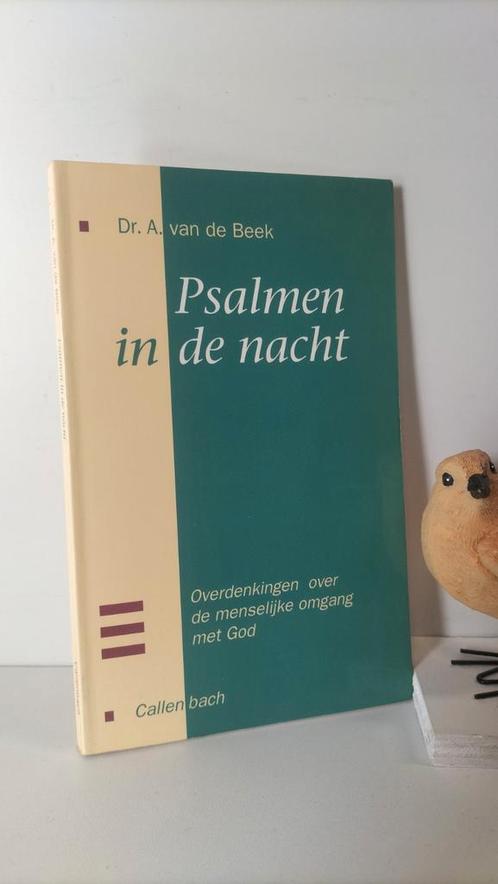 Dr. A. van de Beek
Psalmen
in de nacht
Overdenkingen over
de menselijke omgang
met God
Callenbach